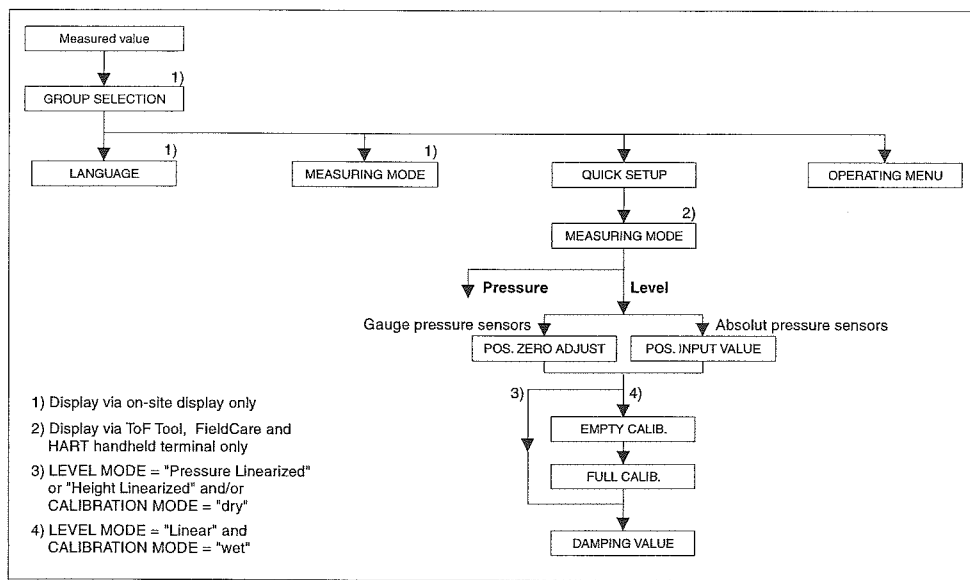 Measured value
1)
GROUP SELECTION
1)
LANGUAGE
1)
MEASURING MODE
QUICK SETUP
OPERATING MENU
2)
MEASURING MODE
Pressure
Level
Gauge pressure sensors
Absolut pressure sensors
POS. ZERO ADJUST
POS. INPUT VALUE
3)
4)
EMPTY CALIB.
FULL CALIB.
DAMPING VALUE
1) Display via on-site display only
2) Display via ToF Tool, FieldCare and
HART handheld terminal only
3) LEVEL MODE = "Pressure Linearized"
or "Height Linearized" and/or
CALIBRATION MODE = "dry"
4) LEVEL MODE = "Linear" and
CALIBRATION MODE = "wet"